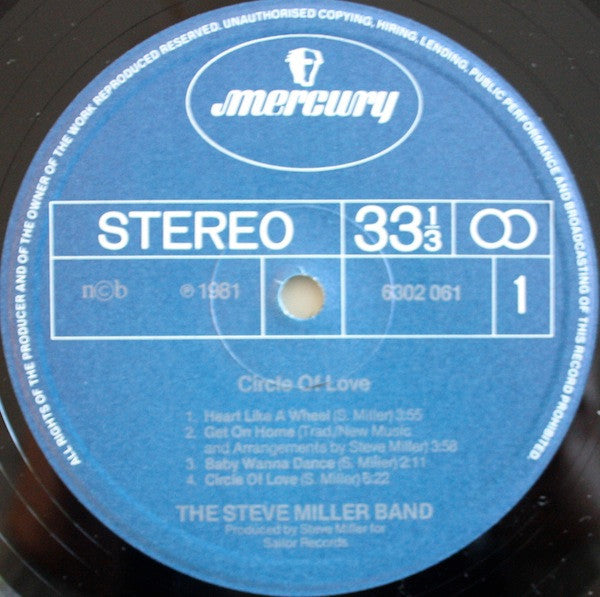 ALL RIGHTS OF THE PRODUCER AND OF THE OWNER OF THE WORK REPRODUCED RESERVED. UNAUTHORISED COPYING, HIRING, LENDING, PUBLIC PERFORMANCE AND BROADCASTING OF THIS RECORD PROHIBITED.
mercury
STEREO 33⅓
n©b ℗1981 6302 061 1
Circle Of Love
1. Heart Like A Wheel (S. Miller) 3:55
2. Get On Home (Trad./New Music
and Arrangements by Steve Miller) 3:58
3. Baby Wanna Dance (S. Miller) 2:11
4. Circle Of Love (S. Miller) 6:22
THE STEVE MILLER BAND
Produced by Steve Miller for
Sailor Records